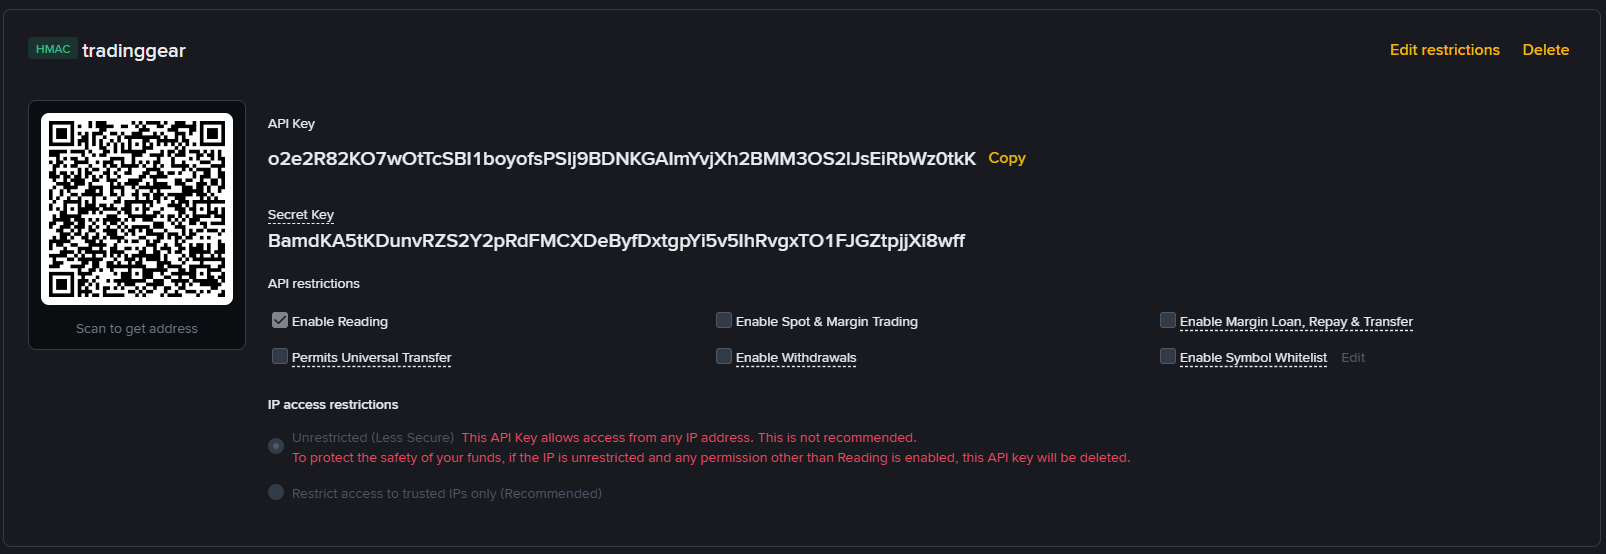 HMAC tradinggear
Edit restrictions Delete
API Key
Copy
Secret Key
Scan to get address
API restrictions
Enable Reading
Enable Spot & Margin Trading
Enable Margin Loan, Repay & Transfer
Permits Universal Transfer
Enable Withdrawals
Enable Symbol Whitelist Edit
IP access restrictions
Unrestricted (Less Secure) This API Key allows access from any IP address. This is not recommended.
To protect the safety of your funds, if the IP is unrestricted and any permission other than Reading is enabled, this API key will be deleted.
Restrict access to trusted IPs only (Recommended)